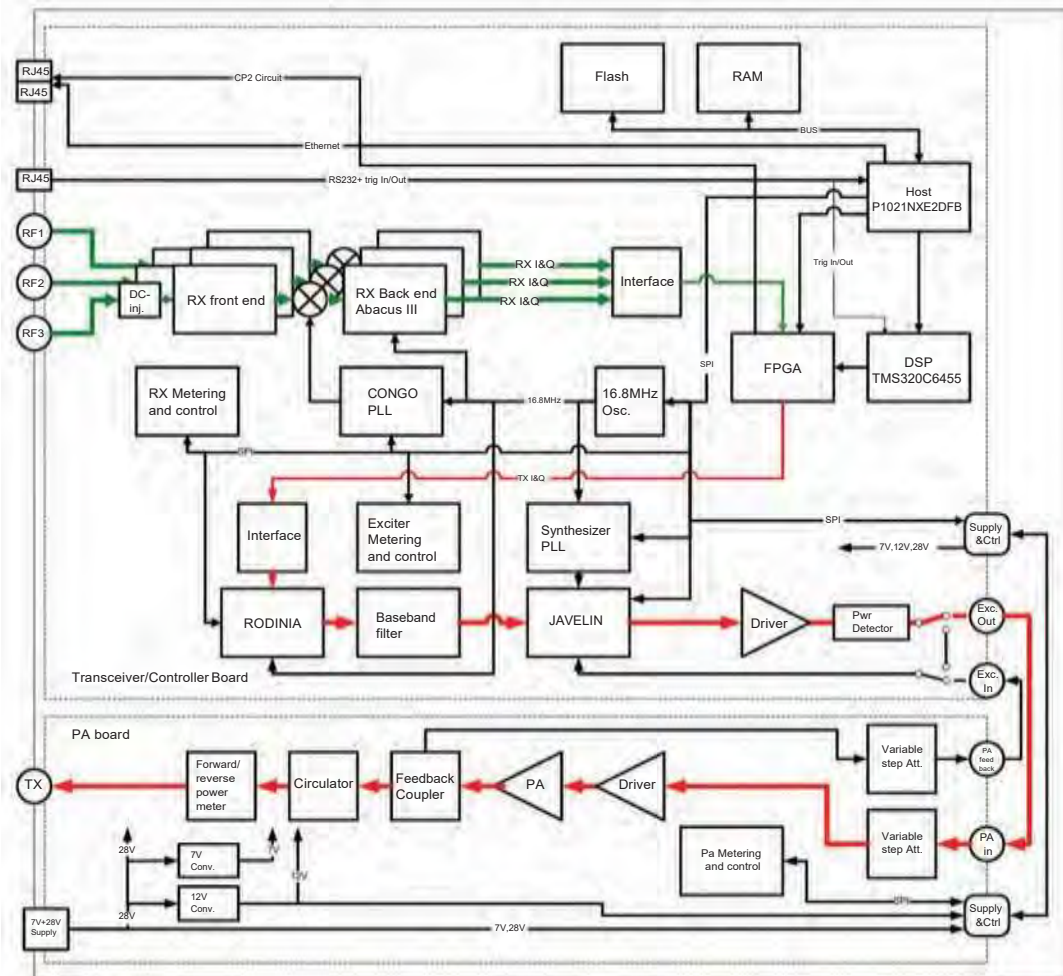 RJ45
RJ45
CP2 Circuit
Flash
RAM
BUS
Ethernet
RJ45
RS232+ trig In/Out
Host
P1021NXE2DFB
RF1
RF2
RF3
DC-
inj.
RX front end
RX Back end
Abacus III
RX I&Q
RX I&Q
RX I&Q
Interface
Trig In/Out
FPGA
DSP
TMS320C6455
SPI
RX Metering
and control
CONGO
PLL
16.8MHz
16.8MHz
Osc.
SPI
TX I&Q
Interface
Exciter
Metering
and control
Synthesizer
PLL
SPI
Supply
&Ctrl
7V,12V,28V
RODINIA
Baseband
filter
JAVELIN
Driver
Pwr
Detector
Exc.
Out
Exc.
In
Transceiver/Controller Board
PA board
TX
Forward/
reverse
power
meter
Circulator
Feedback
Coupler
PA
Driver
Variable
step Att.
PA
feed
back
Variable
step Att.
PA
in
28V
7V
Conv.
7V
12V
Pa Metering
and control
12V
Conv.
28V
SPI
Supply
&Ctrl
7V+28V
Supply
7V,28V